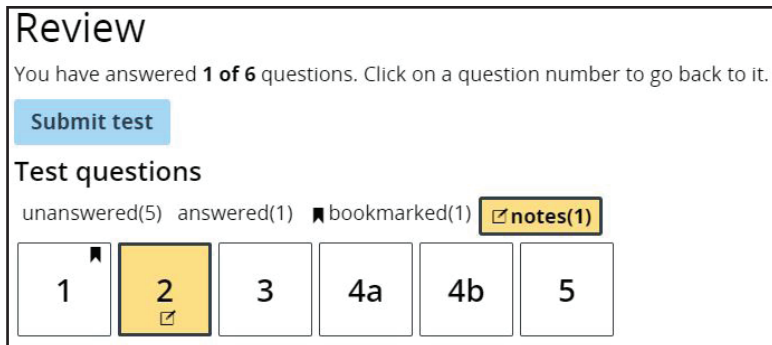 Review
You have answered 1 of 6 questions. Click on a question number to go back to it.
Submit test
Test questions
unanswered(5) answered(1) bookmarked(1) notes(1)
1 2 3 4a 4b 5